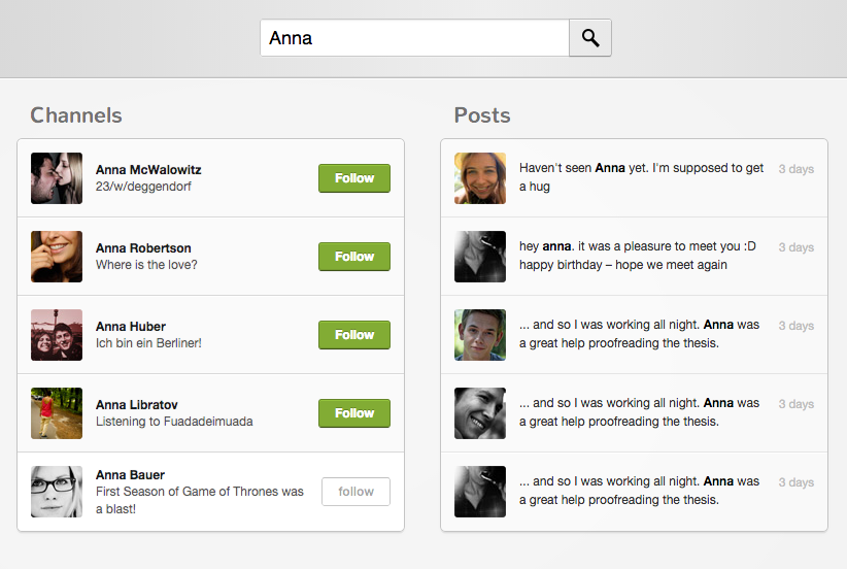 Anna
Channels
Anna McWalowitz
23/w/deggendorf
Follow
Anna Robertson
Where is the love?
Follow
Anna Huber
Ich bin ein Berliner!
Follow
Anna Libratov
Listening to Fuadadeimuada
Follow
Anna Bauer
First Season of Game of Thrones was
a blast!
follow
Posts
Haven't seen Anna yet. I'm supposed to get
a hug
3 days
hey anna. it was a pleasure to meet you :D
happy birthday – hope we meet again
3 days
... and so I was working all night. Anna was
a great help proofreading the thesis.
3 days
... and so I was working all night. Anna was
a great help proofreading the thesis.
3 days
... and so I was working all night. Anna was
a great help proofreading the thesis.
3 days